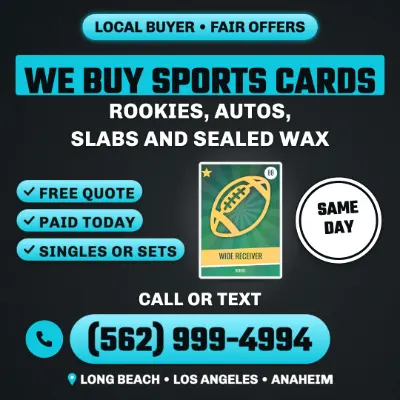 LOCAL BUYER • FAIR OFFERS
WE BUY SPORTS CARDS
ROOKIES, AUTOS,
SLABS AND SEALED WAX
FREE QUOTE
PAID TODAY
SINGLES OR SETS
WIDE RECEIVER
SAME
DAY
CALL OR TEXT
(562) 999-4994
LONG BEACH • LOS ANGELES • ANAHEIM